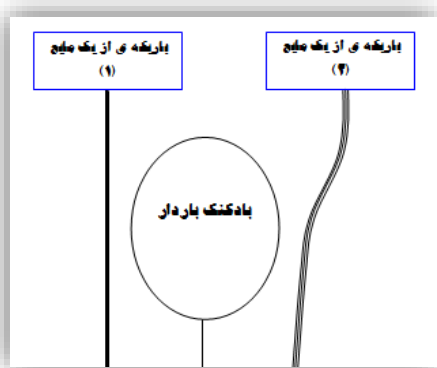 باریکه ی از یک مایع
(۲)
باریکه ی از یک مایع
(۱)
بادکنک باردار